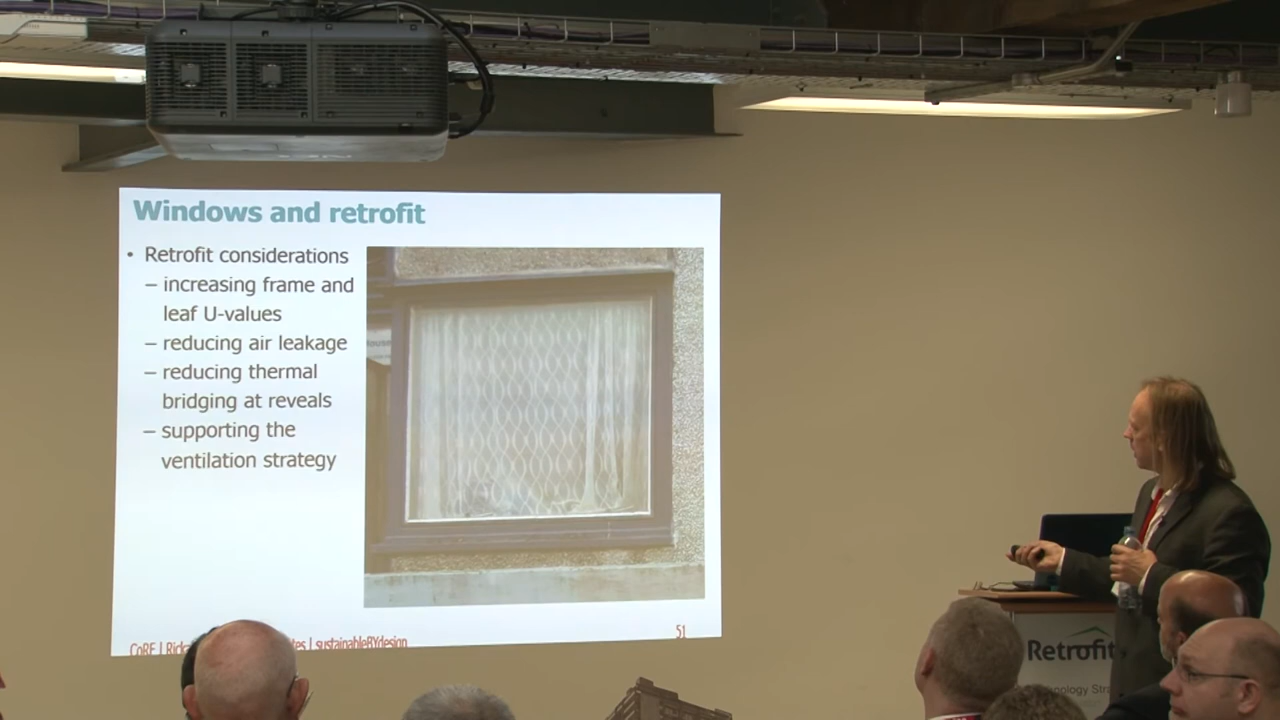 Windows and retrofit
• Retrofit considerations
– increasing frame and
leaf U-values
– reducing air leakage
– reducing thermal
bridging at reveals
– supporting the
ventilation strategy
51
CoRE | | sustainableBYdesign
Retrofit